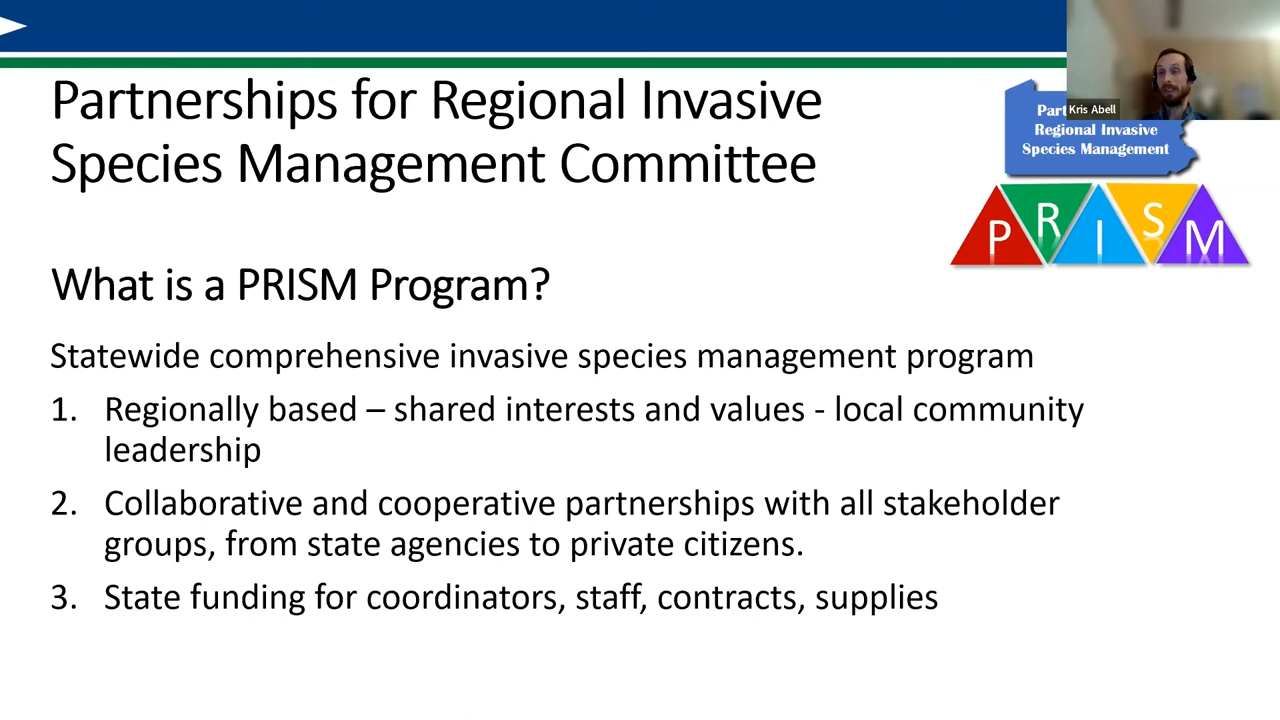 Partnerships for Regional Invasive
Species Management Committee
Kris Abell
Part
Regional Invasive
Species Management
P R I S M
What is a PRISM Program?
Statewide comprehensive invasive species management program
1. Regionally based – shared interests and values - local community
leadership
2. Collaborative and cooperative partnerships with all stakeholder
groups, from state agencies to private citizens.
3. State funding for coordinators, staff, contracts, supplies